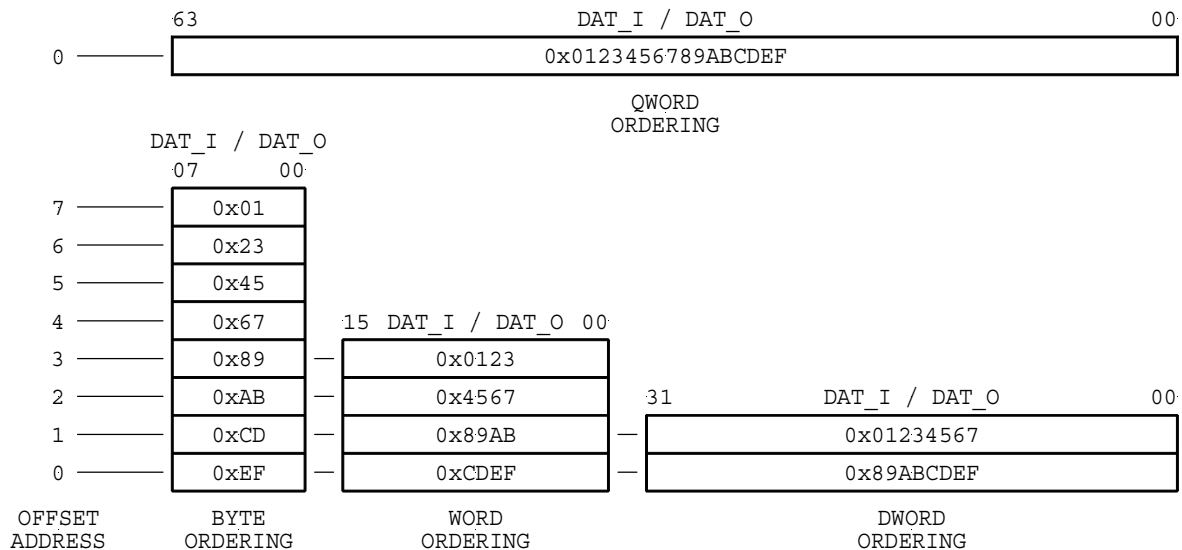 63 DAT_I / DAT_O 00
0 0x0123456789ABCDEF
QWORD
ORDERING
DAT_I / DAT_O
07 00
7 0x01
6 0x23
5 0x45
4 0x67 15 DAT_I / DAT_O 00
3 0x89 0x0123
2 0xAB 0x4567 31 DAT_I / DAT_O 00
1 0xCD 0x89AB 0x01234567
0 0xEF 0xCDEF 0x89ABCDEF
OFFSET BYTE WORD DWORD
ADDRESS ORDERING ORDERING ORDERING